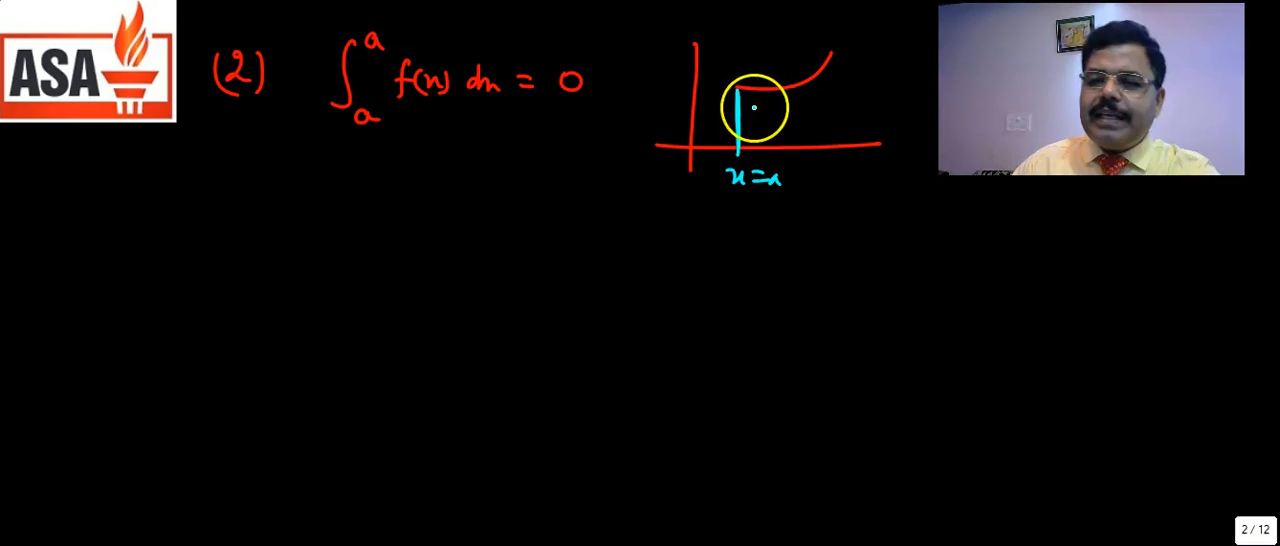 ASA
(2) ∫ₐᵃ f(x) dx = 0
x = a
2 / 12